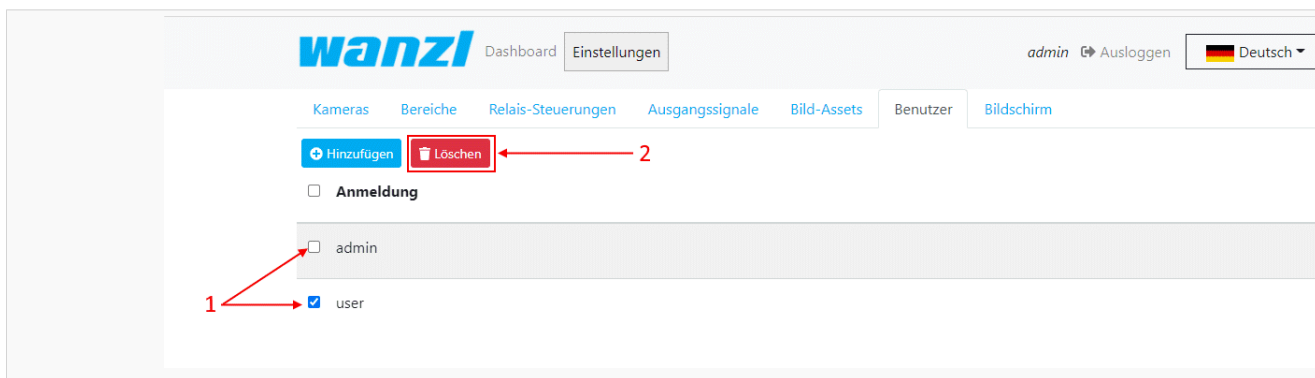 wanzl Dashboard Einstellungen admin Ausloggen Deutsch
Kameras Bereiche Relais-Steuerungen Ausgangssignale Bild-Assets Benutzer Bildschirm
Hinzufügen Löschen 2
Anmeldung
admin
1 user